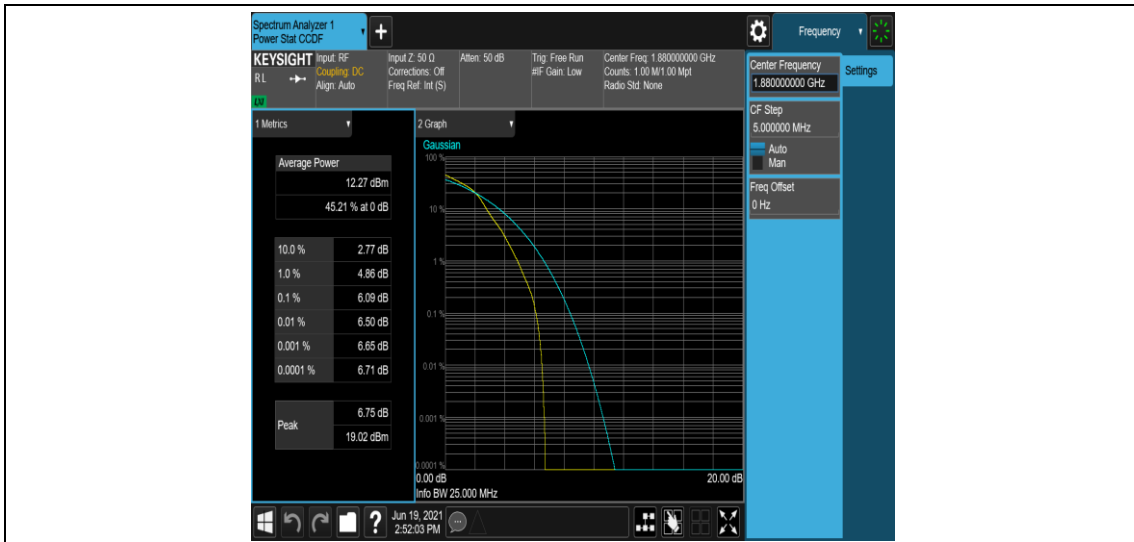 Spectrum Analyzer 1
Power Stat CCDF
+
Frequency
KEYSIGHT
RL
LXI
Input: RF
Coupling: DC
Align: Auto
Input Z: 50 Ω
Corrections: Off
Freq Ref: Int (S)
Atten: 50 dB
Trig: Free Run
#IF Gain: Low
Center Freq: 1.880000000 GHz
Counts: 1.00 M/1.00 Mpt
Radio Std: None
Center Frequency
1.880000000 GHz
Settings
CF Step
5.000000 MHz
Auto
Man
Freq Offset
0 Hz
1 Metrics
Average Power
12.27 dBm
45.21 % at 0 dB
10.0 % 2.77 dB
1.0 % 4.86 dB
0.1 % 6.09 dB
0.01 % 6.50 dB
0.001 % 6.65 dB
0.0001 % 6.71 dB
Peak
6.75 dB
19.02 dBm
2 Graph
Gaussian
100 %
10 %
1 %
0.1 %
0.01 %
0.001 %
0.0001 %
0.00 dB 20.00 dB
Info BW 25.000 MHz
?
Jun 19, 2021
2:52:03 PM